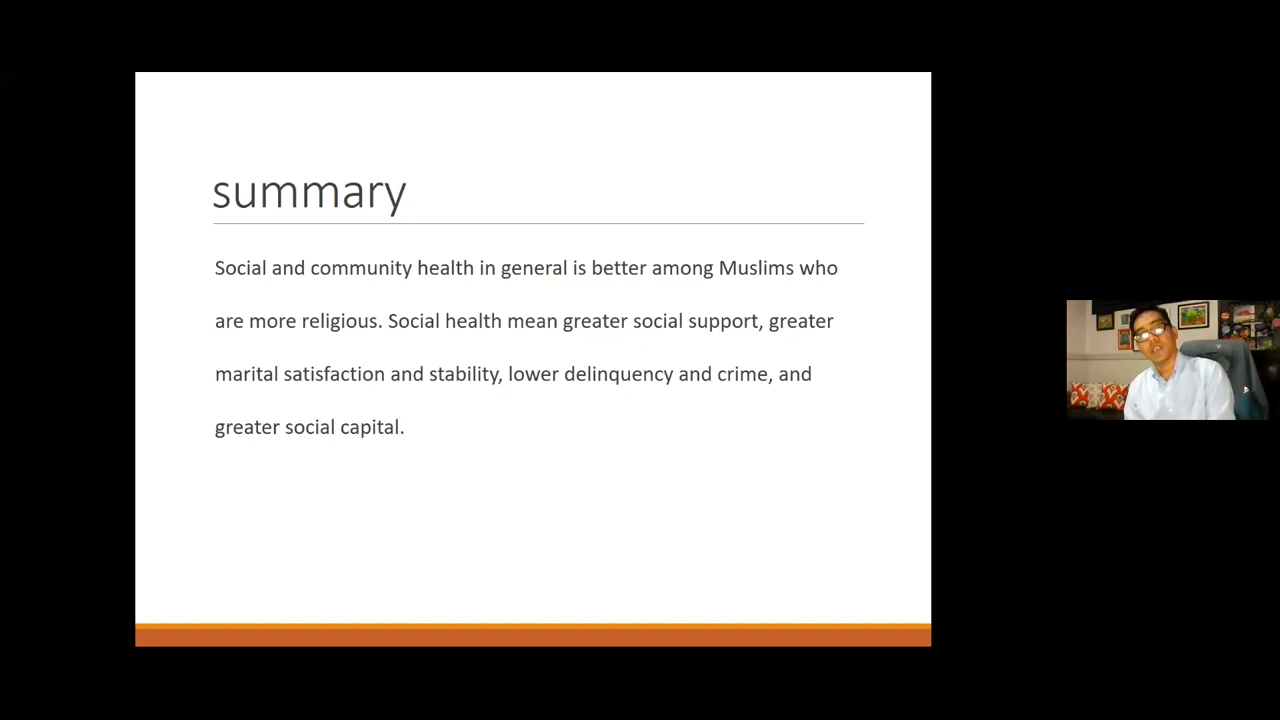 summary
Social and community health in general is better among Muslims who
are more religious. Social health mean greater social support, greater
marital satisfaction and stability, lower delinquency and crime, and
greater social capital.